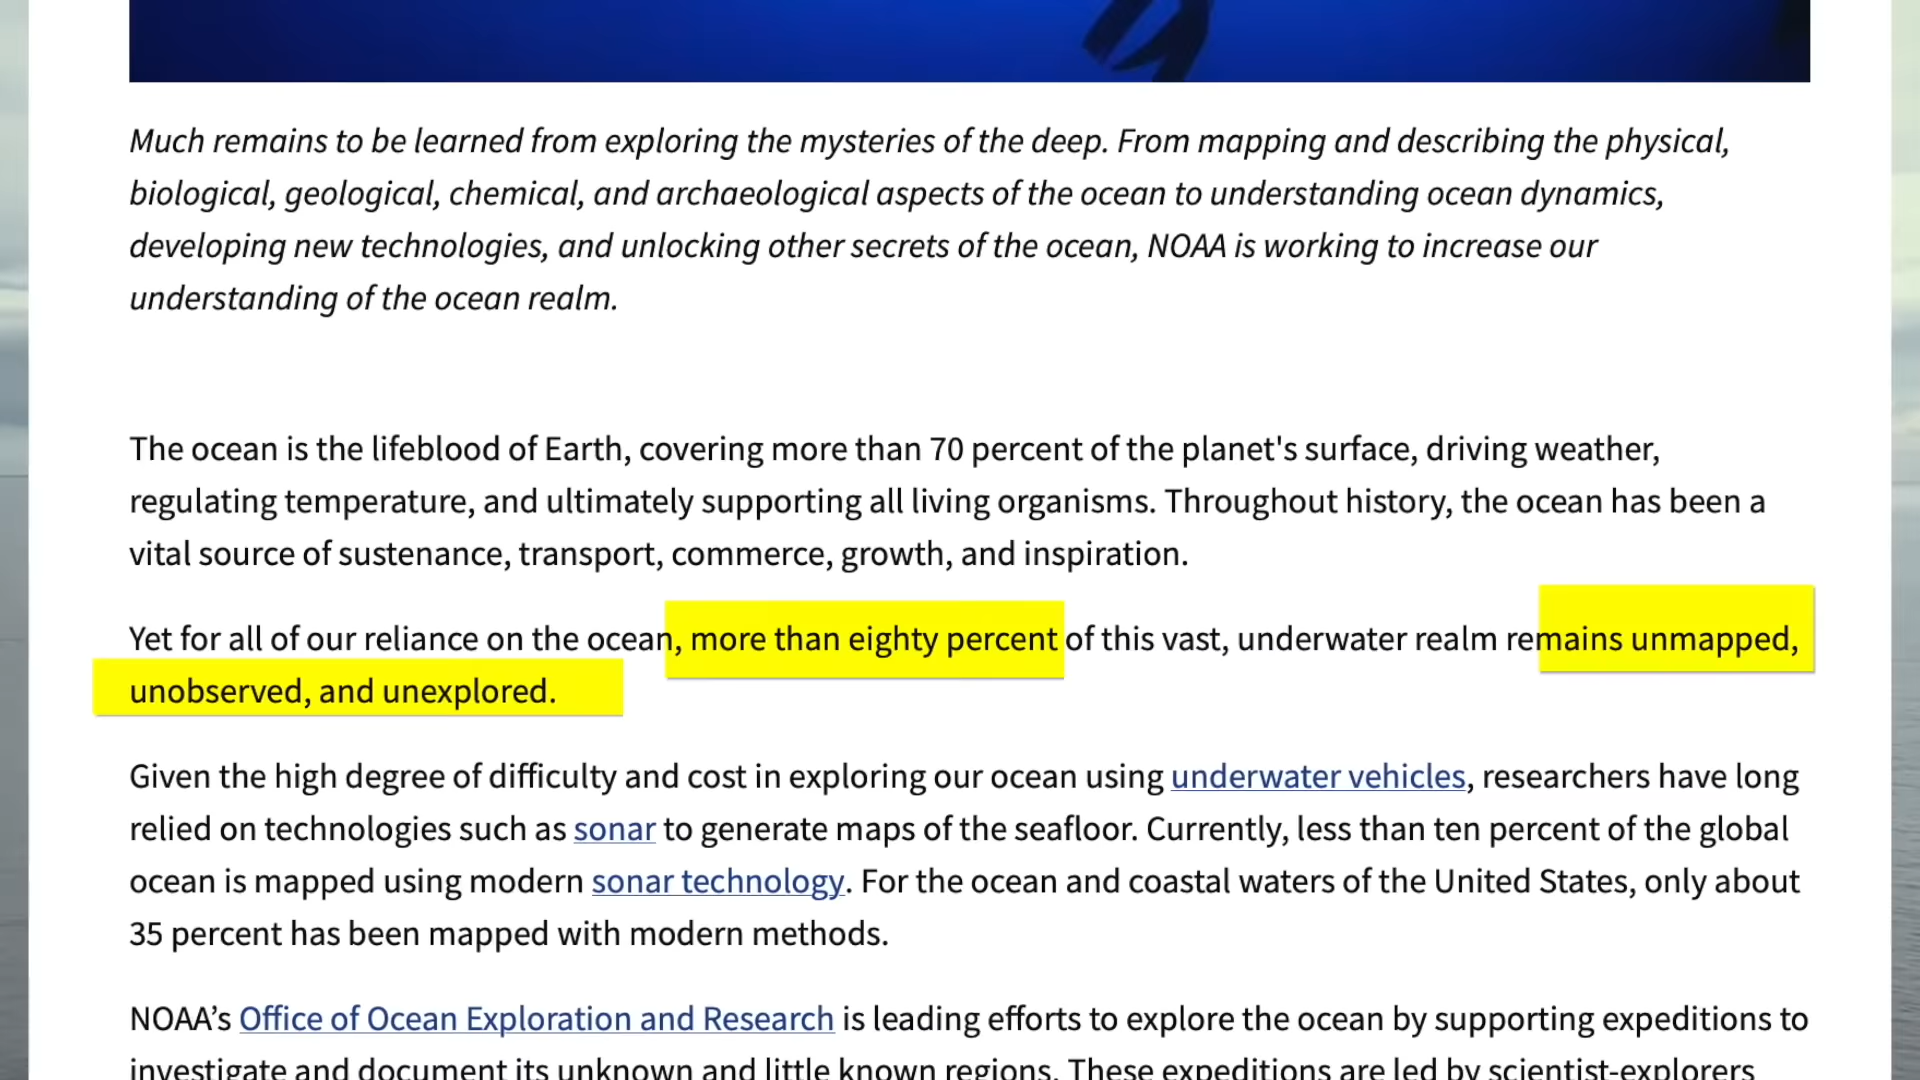 Much remains to be learned from exploring the mysteries of the deep. From mapping and describing the physical,
biological, geological, chemical, and archaeological aspects of the ocean to understanding ocean dynamics,
developing new technologies, and unlocking other secrets of the ocean, NOAA is working to increase our
understanding of the ocean realm.
The ocean is the lifeblood of Earth, covering more than 70 percent of the planet's surface, driving weather,
regulating temperature, and ultimately supporting all living organisms. Throughout history, the ocean has been a
vital source of sustenance, transport, commerce, growth, and inspiration.
Yet for all of our reliance on the ocean, more than eighty percent of this vast, underwater realm remains unmapped,
unobserved, and unexplored.
Given the high degree of difficulty and cost in exploring our ocean using underwater vehicles, researchers have long
relied on technologies such as sonar to generate maps of the seafloor. Currently, less than ten percent of the global
ocean is mapped using modern sonar technology. For the ocean and coastal waters of the United States, only about
35 percent has been mapped with modern methods.
NOAA’s Office of Ocean Exploration and Research is leading efforts to explore the ocean by supporting expeditions to
investigate and document its unknown and little known regions. These expeditions are led by scientist-explorers